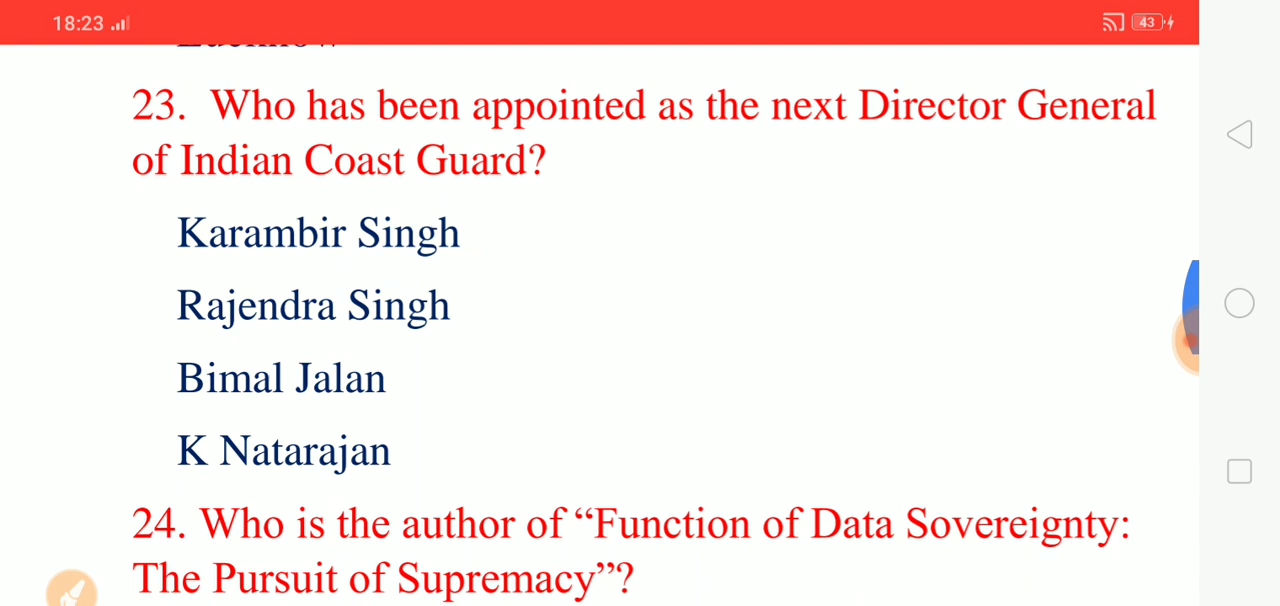 18:23
43
23. Who has been appointed as the next Director General
of Indian Coast Guard?
Karambir Singh
Rajendra Singh
Bimal Jalan
K Natarajan
24. Who is the author of “Function of Data Sovereignty:
The Pursuit of Supremacy”?